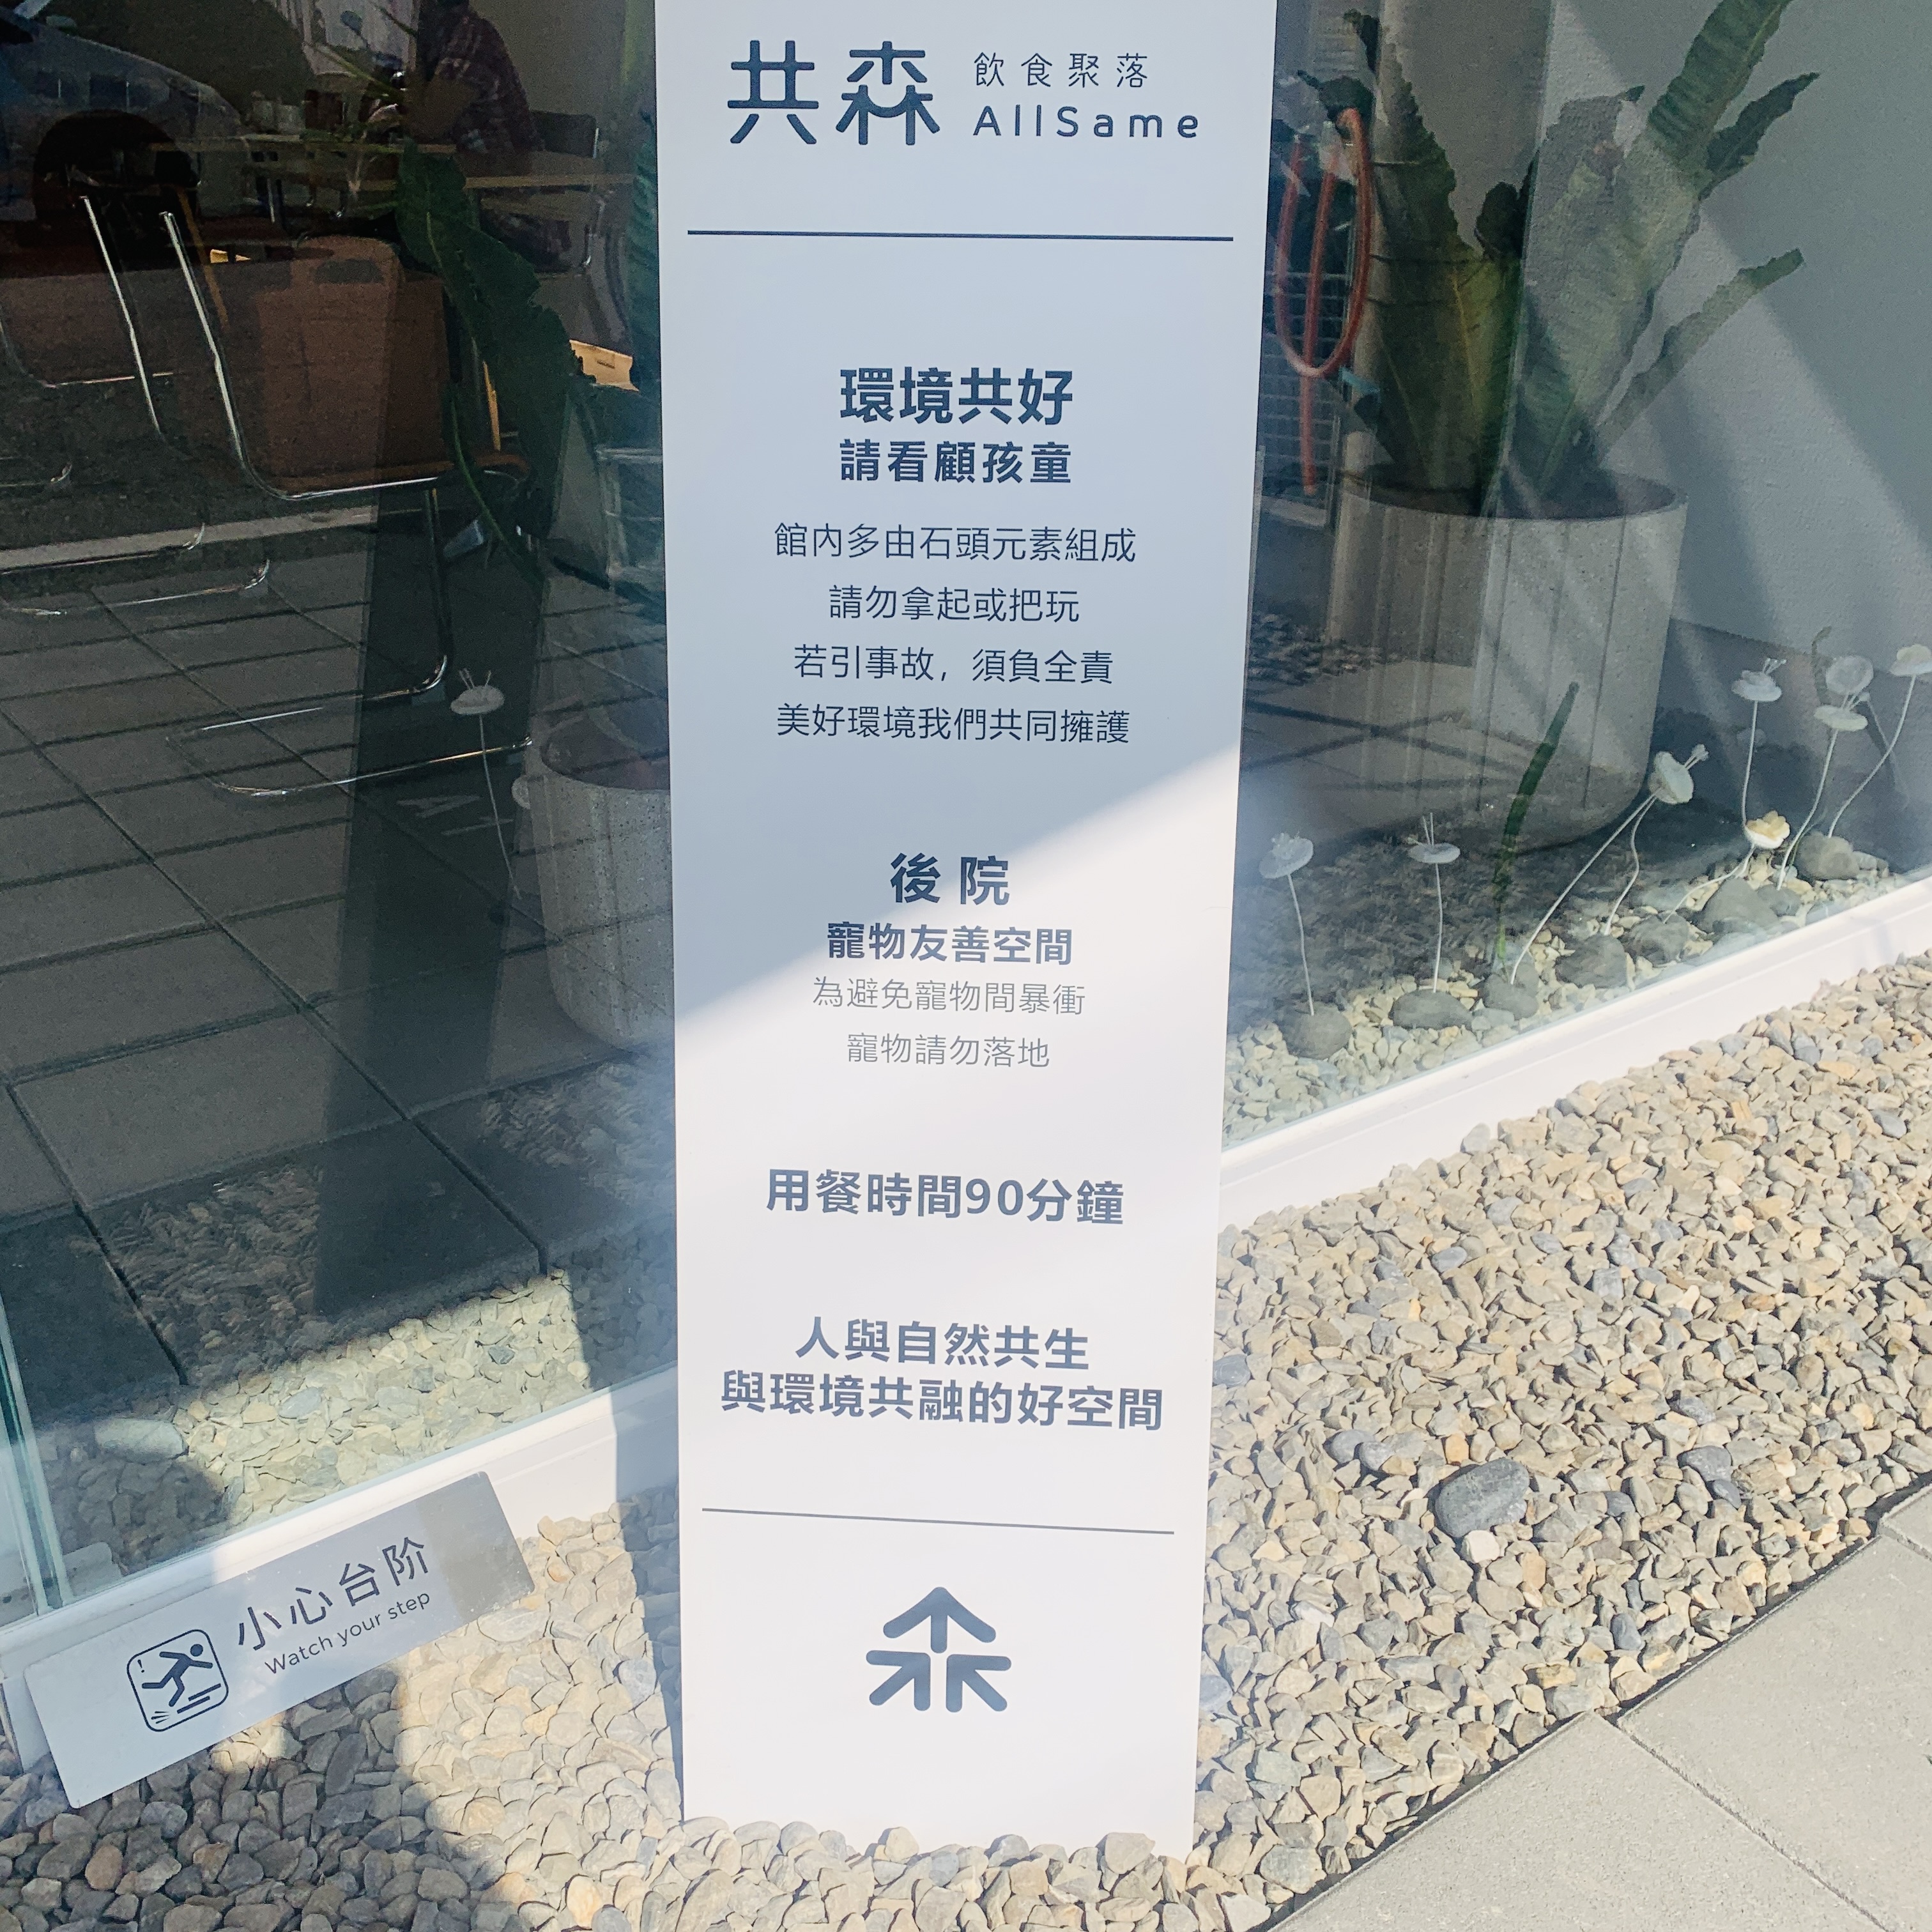 共森 飲食聚落
AllSame
環境共好
請看顧孩童
館內多由石頭元素組成
請勿拿起或把玩
若引事故，須負全責
美好環境我們共同擁護
後院
寵物友善空間
為避免寵物間暴衝
寵物請勿落地
用餐時間90分鐘
人與自然共生
與環境共融的好空間
小心台阶
Watch your step